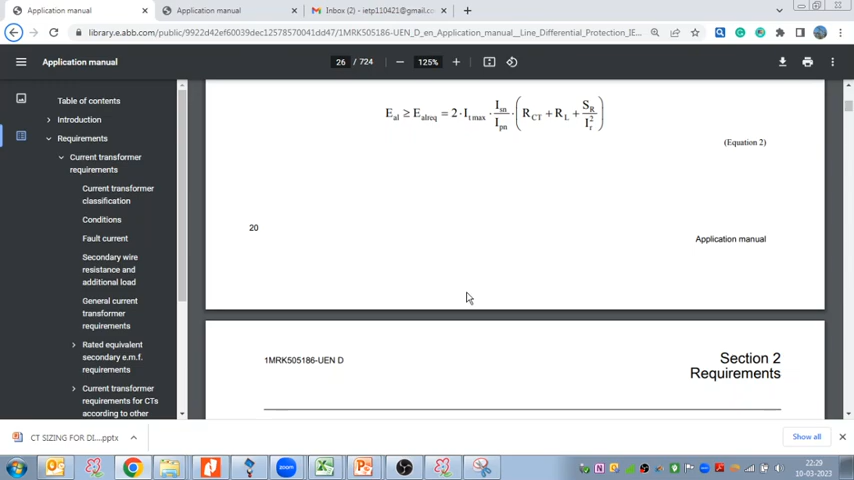 Application manual
Application manual
Inbox (2) - ietp110421@gmail.co
library.e.abb.com/public/9922d42ef60039dec12578570041dd47/1MRK505186-UEN D_en_Application_manual__Line_Differential_Protection_IE...
Application manual
26 / 724
125%
Table of contents
Introduction
Requirements
Current transformer
requirements
Current transformer
classification
Conditions
Fault current
Secondary wire
resistance and
additional load
General current
transformer
requirements
Rated equivalent
secondary e.m.f.
requirements
Current transformer
requirements for CTs
according to other
E_al ≥ E_alreq = 2 · I_t max · I_sn / I_pn · ( R_CT + R_L + S_R / I_r^2 )
(Equation 2)
20
Application manual
1MRK505186-UEN D
Section 2
Requirements
CT SIZING FOR DI....pptx
Show all
22:29
10-03-2023